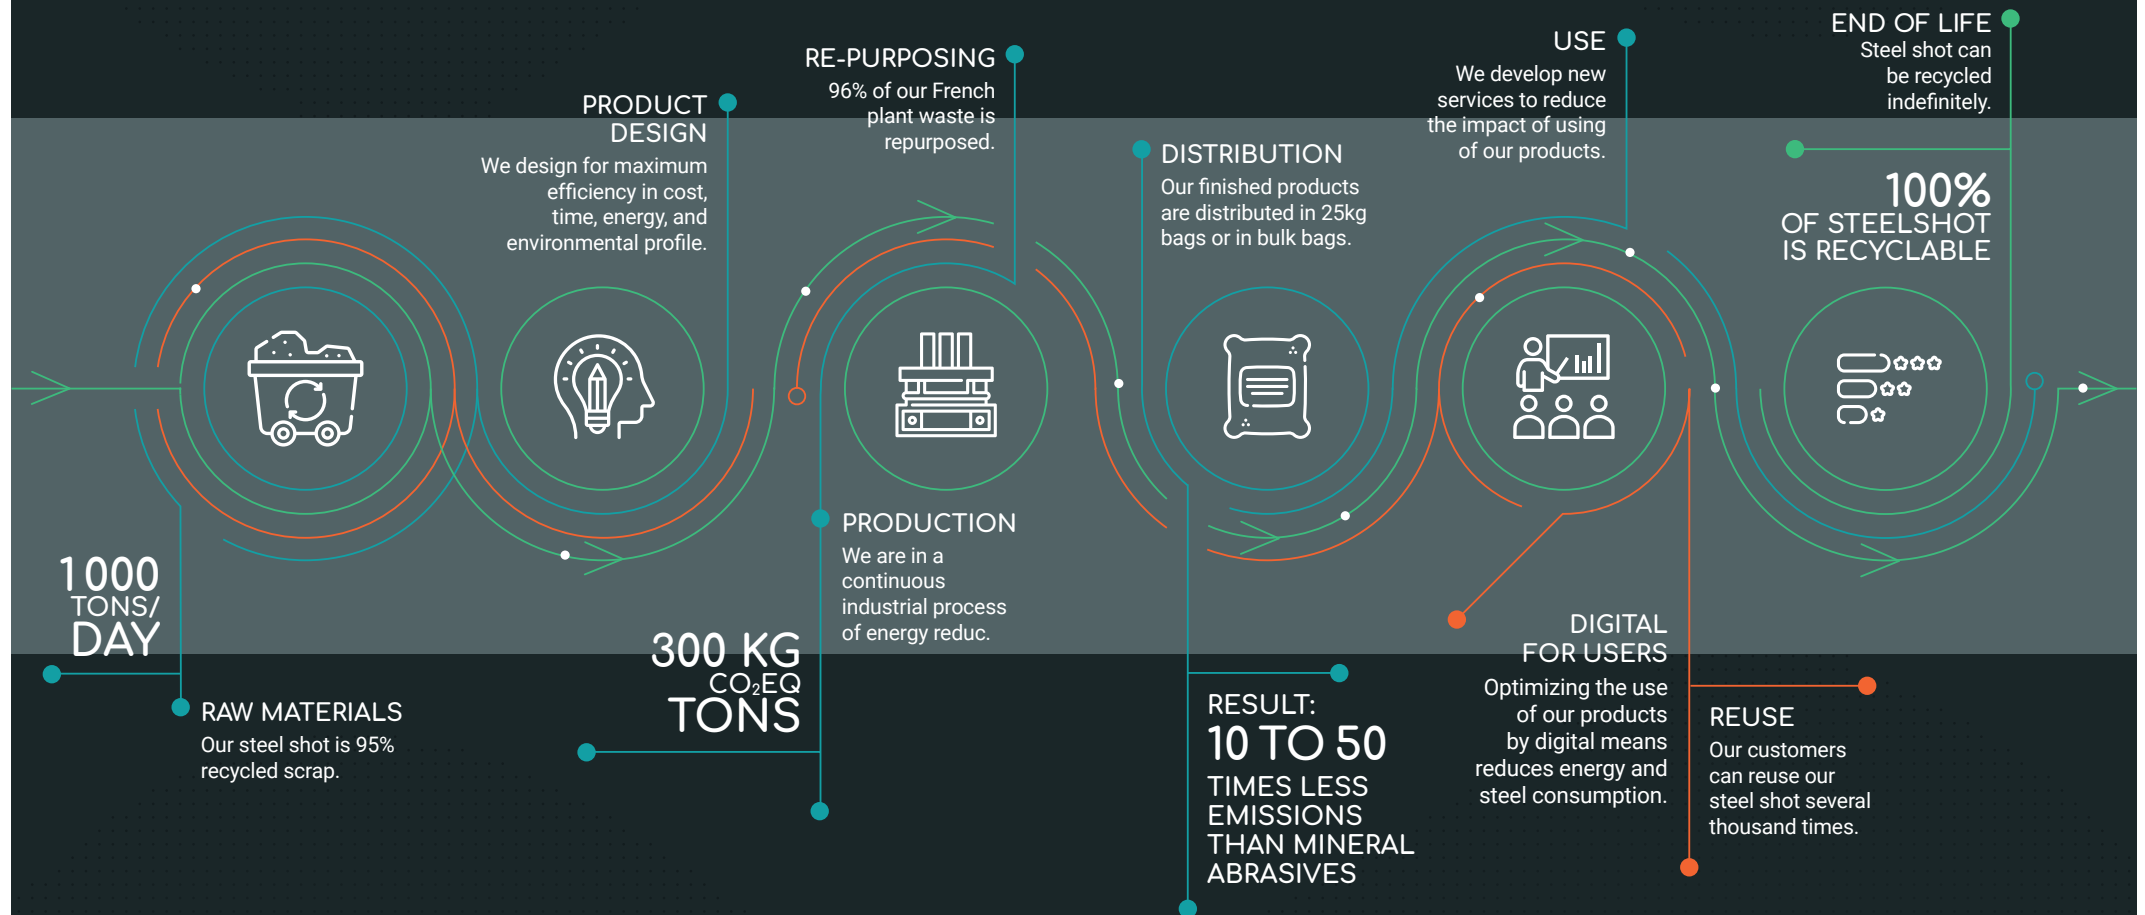 1000
TONS/
DAY
RAW MATERIALS
Our steel shot is 95%
recycled scrap.
PRODUCT
DESIGN
We design for maximum
efficiency in cost,
time, energy, and
environmental profile.
RE-PURPOSING
96% of our French
plant waste is
repurposed.
PRODUCTION
We are in a
continuous
industrial process
of energy reduc.
300 KG
CO₂EQ
TONS
DISTRIBUTION
Our finished products
are distributed in 25kg
bags or in bulk bags.
RESULT:
10 TO 50
TIMES LESS
EMISSIONS
THAN MINERAL
ABRASIVES
USE
We develop new
services to reduce
the impact of using
of our products.
DIGITAL
FOR USERS
Optimizing the use
of our products
by digital means
reduces energy and
steel consumption.
REUSE
Our customers
can reuse our
steel shot several
thousand times.
END OF LIFE
Steel shot can
be recycled
indefinitely.
100%
OF STEELSHOT
IS RECYCLABLE